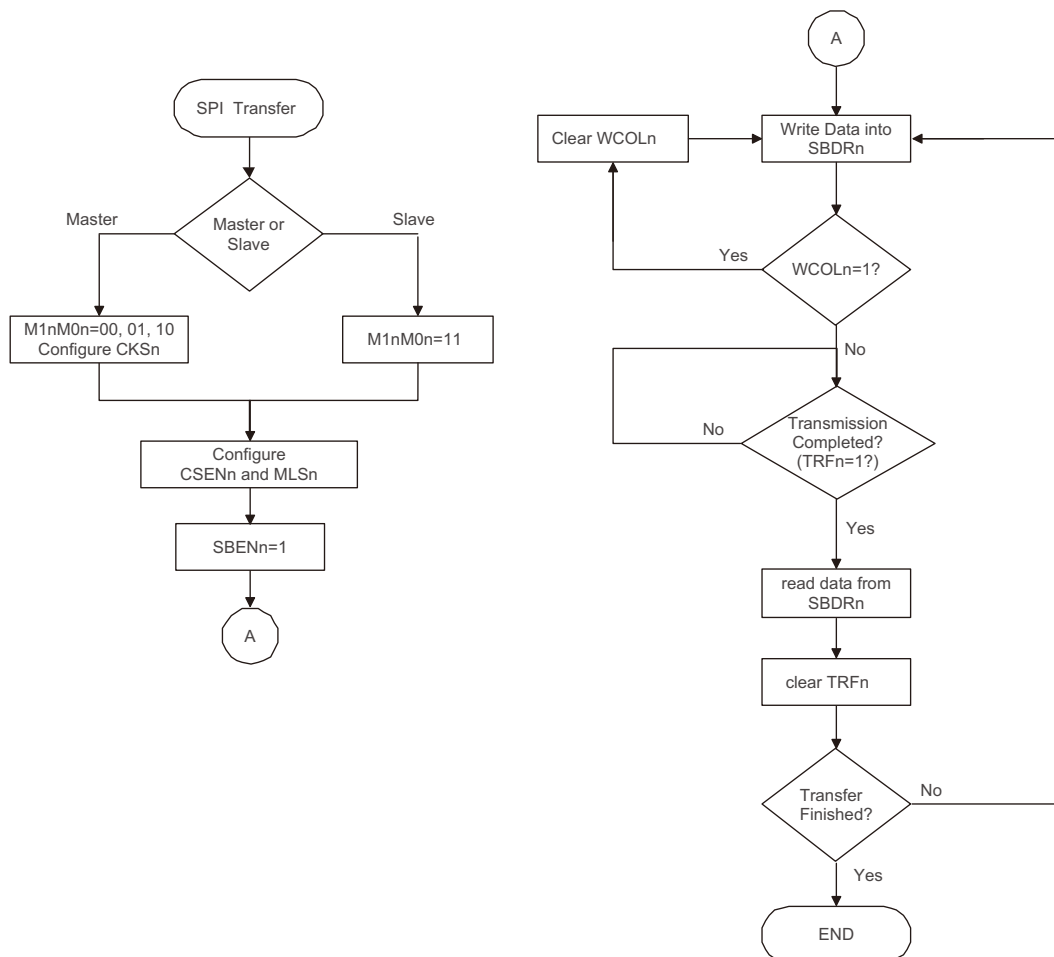 SPI Transfer
Master or
Slave
Master
Slave
M1nM0n=00, 01, 10
Configure CKSn
M1nM0n=11
Configure
CSENn and MLSn
SBENn=1
A
A
Write Data into
SBDRn
Clear WCOLn
WCOLn=1?
Yes
No
Transmission
Completed?
(TRFn=1?)
No
Yes
read data from
SBDRn
clear TRFn
Transfer
Finished?
No
Yes
END